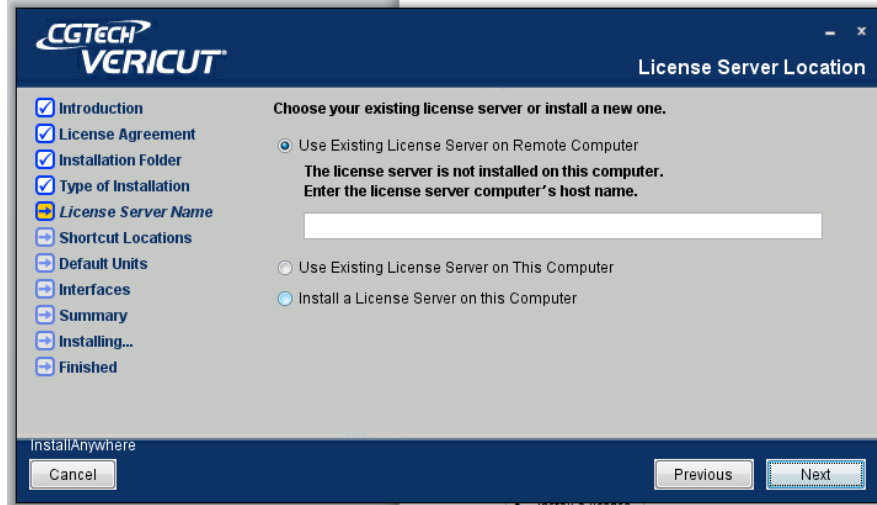 CGTECH
VERICUT
License Server Location
Introduction
License Agreement
Installation Folder
Type of Installation
License Server Name
Shortcut Locations
Default Units
Interfaces
Summary
Installing...
Finished
Choose your existing license server or install a new one.
Use Existing License Server on Remote Computer
The license server is not installed on this computer.
Enter the license server computer's host name.
Use Existing License Server on This Computer
Install a License Server on this Computer
InstallAnywhere
Cancel
Previous
Next